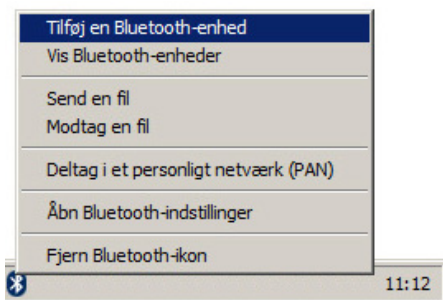 Tilføj en Bluetooth-enhed
Vis Bluetooth-enheder
Send en fil
Modtag en fil
Deltag i et personligt netværk (PAN)
Åbn Bluetooth-indstillinger
Fjern Bluetooth-ikon
11:12